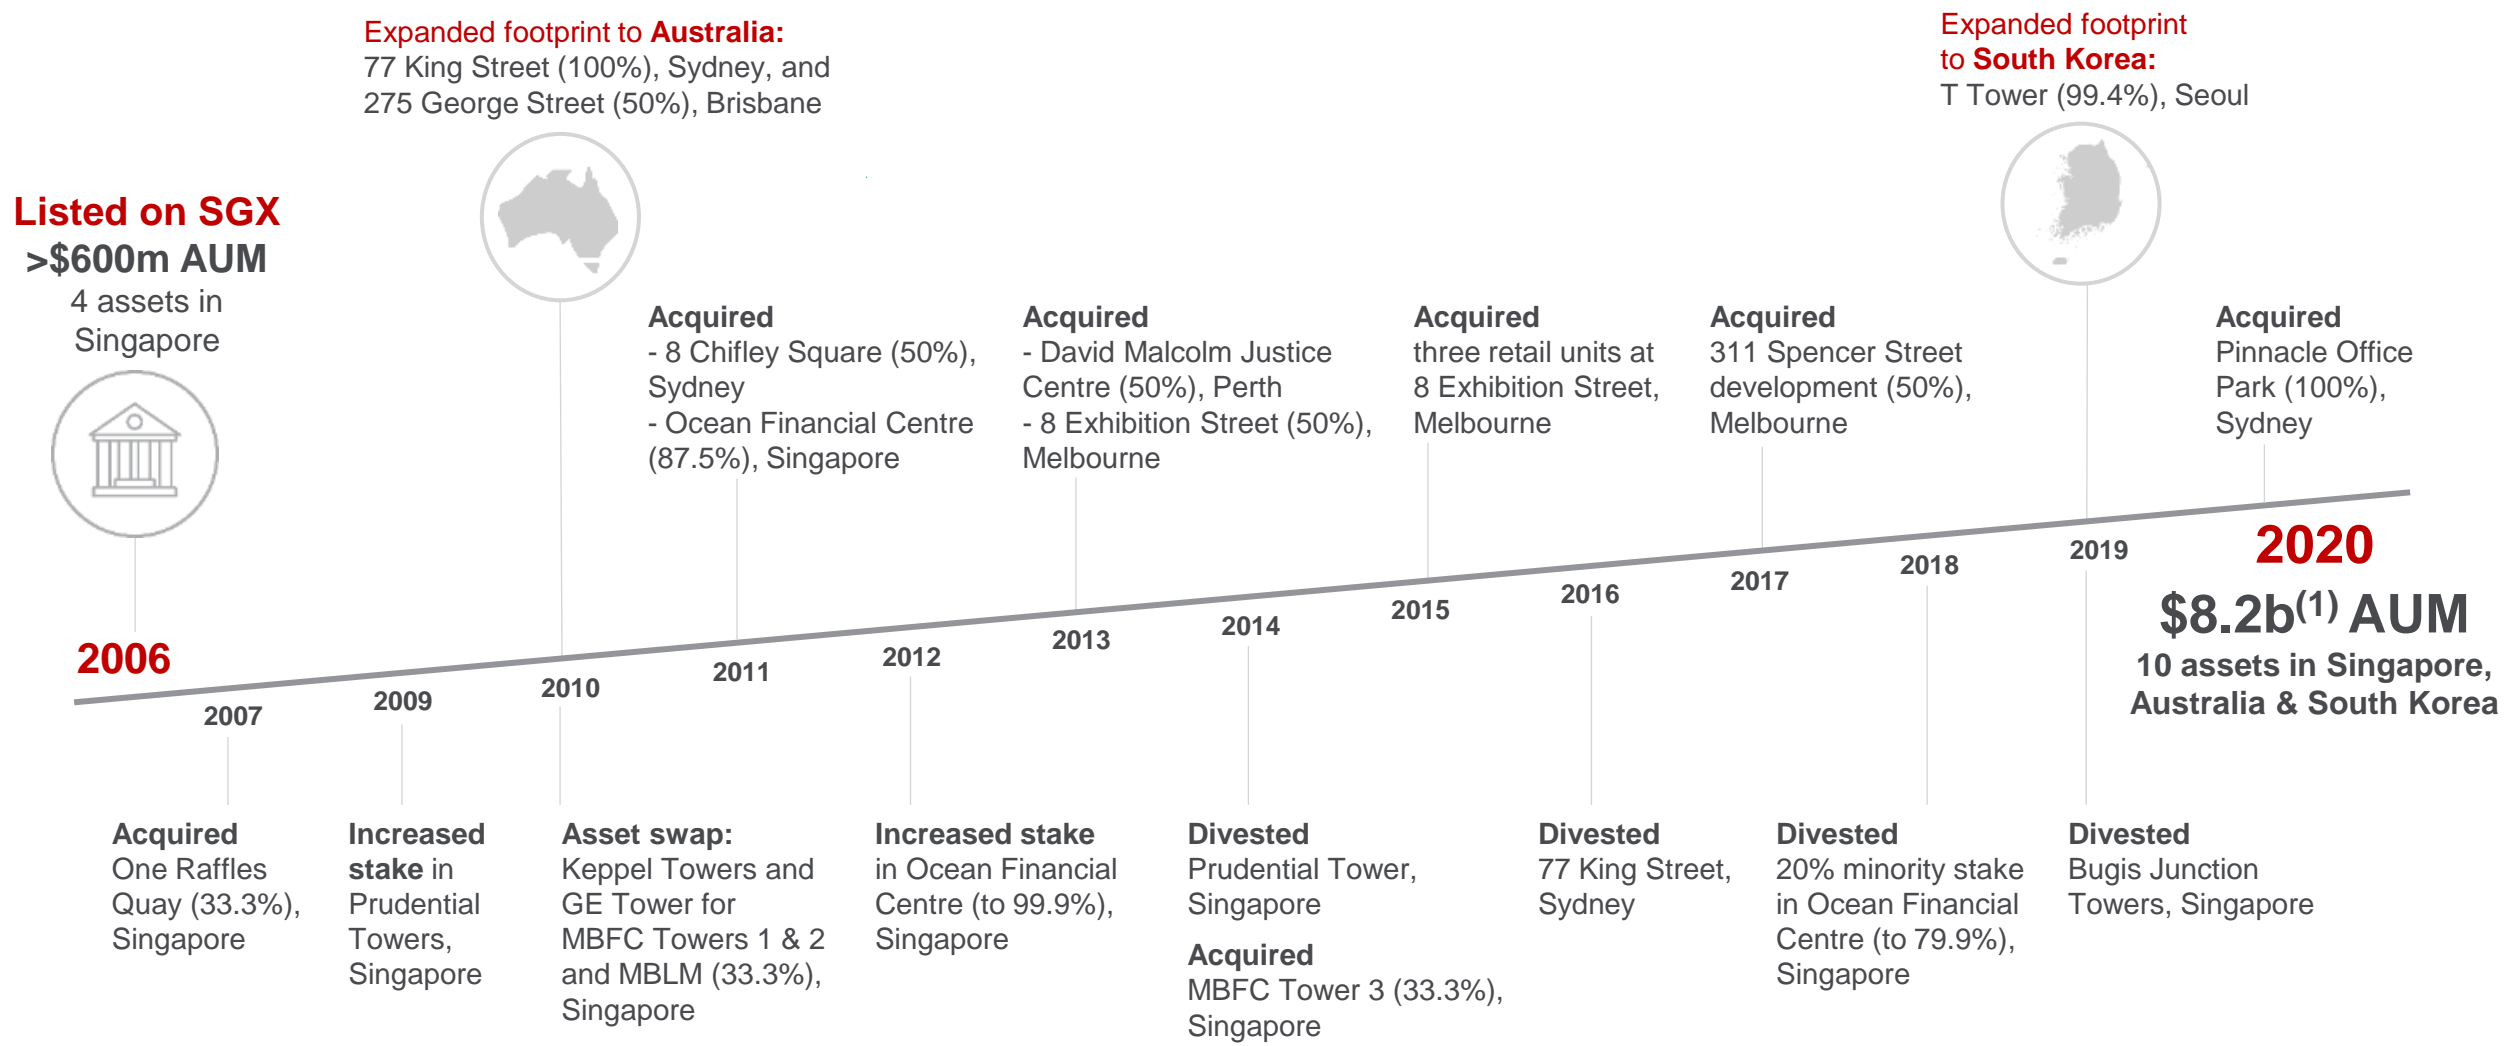 Expanded footprint to Australia:
77 King Street (100%), Sydney, and
275 George Street (50%), Brisbane
Expanded footprint
to South Korea:
T Tower (99.4%), Seoul
Listed on SGX
>$600m AUM
4 assets in
Singapore
Acquired
- 8 Chifley Square (50%),
Sydney
- Ocean Financial Centre
(87.5%), Singapore
Acquired
- David Malcolm Justice
Centre (50%), Perth
- 8 Exhibition Street (50%),
Melbourne
Acquired
three retail units at
8 Exhibition Street,
Melbourne
Acquired
311 Spencer Street
development (50%),
Melbourne
Acquired
Pinnacle Office
Park (100%),
Sydney
2006
2007
2009
2010
2011
2012
2013
2014
2015
2016
2017
2018
2019
2020
$8.2b(1) AUM
10 assets in Singapore,
Australia & South Korea
Acquired
One Raffles
Quay (33.3%),
Singapore
Increased
stake in
Prudential
Towers,
Singapore
Asset swap:
Keppel Towers and
GE Tower for
MBFC Towers 1 & 2
and MBLM (33.3%),
Singapore
Increased stake
in Ocean Financial
Centre (to 99.9%),
Singapore
Divested
Prudential Tower,
Singapore
Acquired
MBFC Tower 3 (33.3%),
Singapore
Divested
77 King Street,
Sydney
Divested
20% minority stake
in Ocean Financial
Centre (to 79.9%),
Singapore
Divested
Bugis Junction
Towers, Singapore